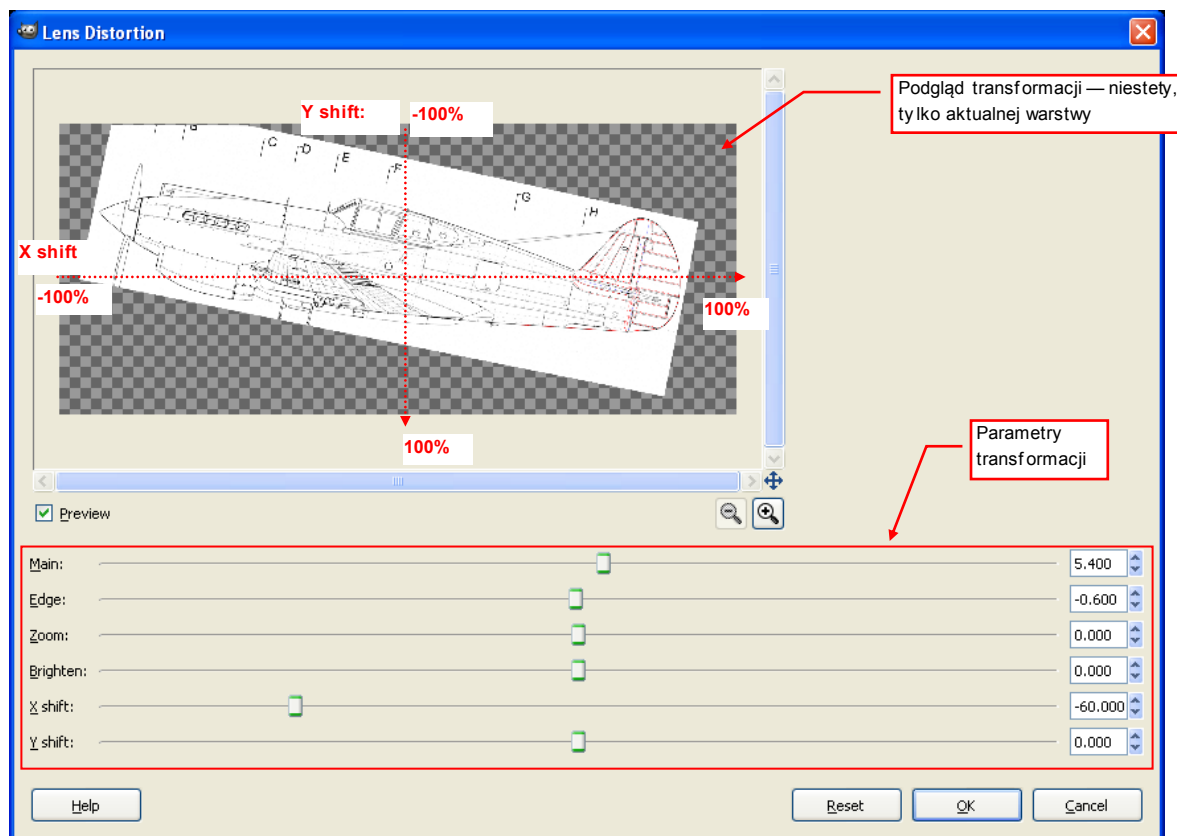 Lens Distortion
Podgląd transformacji — niestety,
tylko aktualnej warstwy
Y shift: -100%
C D E F G H
X shift
-100%
100%
100%
Parametry
transformacji
Preview
Main: 5.400
Edge: -0.600
Zoom: 0.000
Brighten: 0.000
X shift: -60.000
Y shift: 0.000
Help Reset OK Cancel